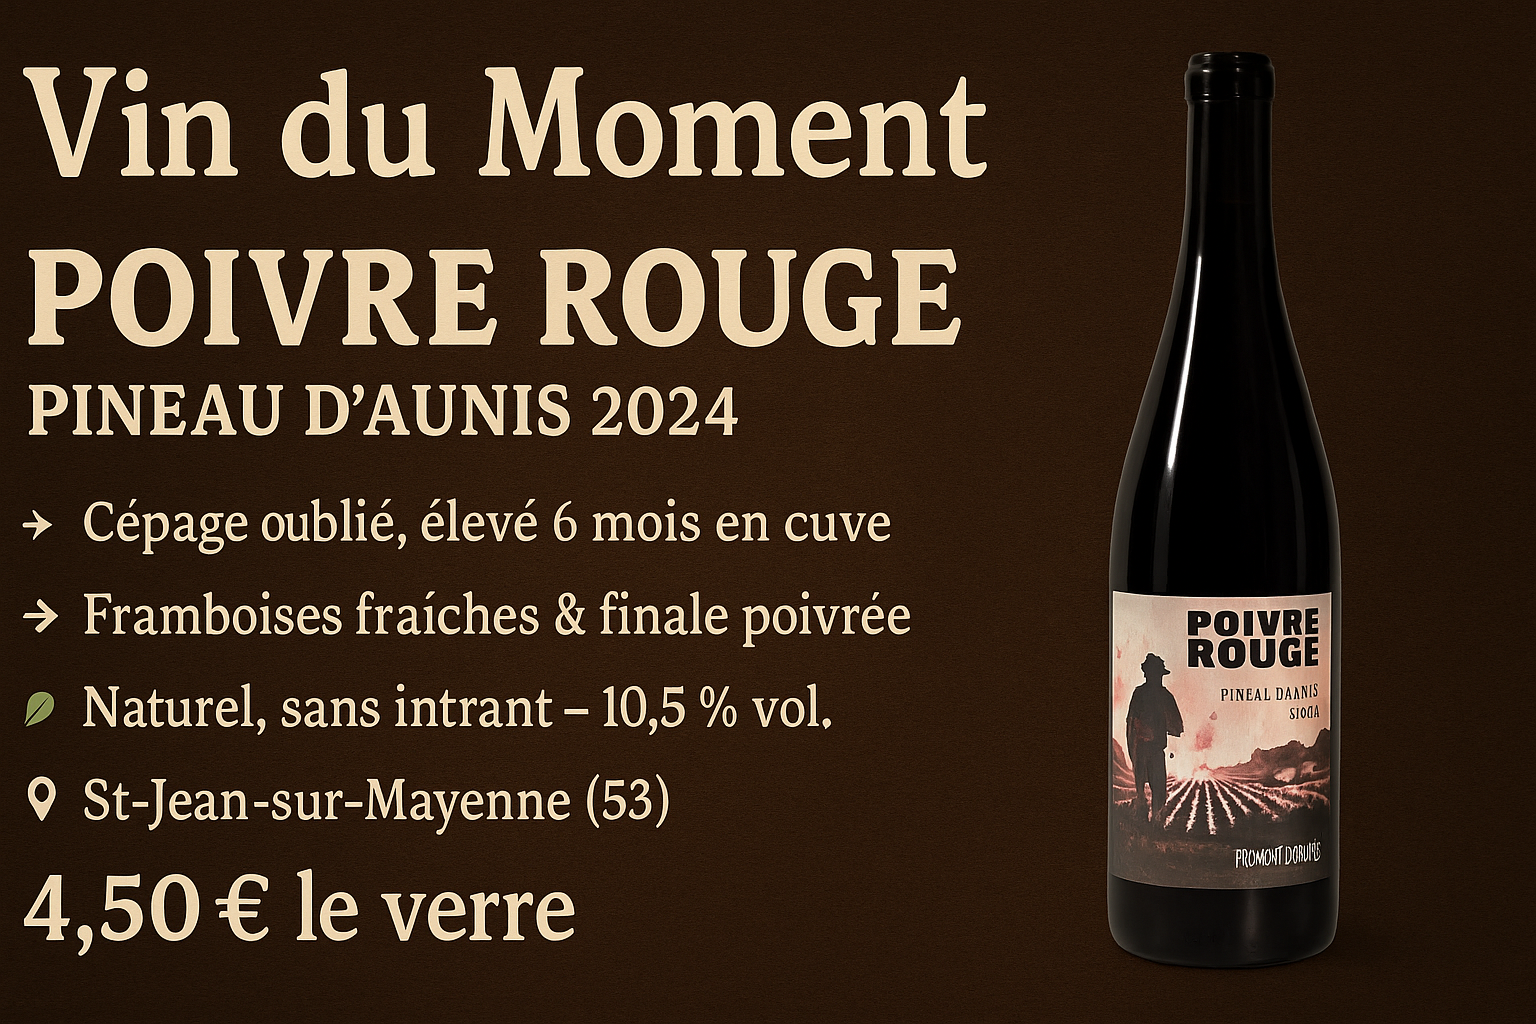 Vin du Moment
POIVRE ROUGE
PINEAU D’AUNIS 2024
→ Cépage oublié, élevé 6 mois en cuve
→ Framboises fraíches & finale poivrée
Naturel, sans intrant – 10,5 % vol.
St-Jean-sur-Mayenne (53)
4,50 € le verre
POIVRE
ROUGE
PINEAL DAANIS